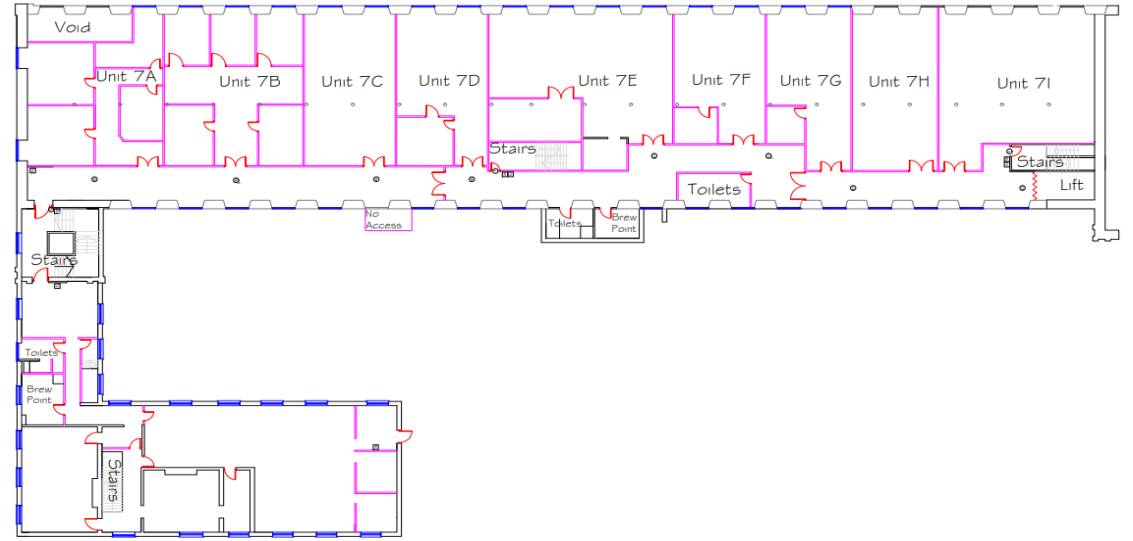 Void
Unit 7A
Unit 7B
Unit 7C
Unit 7D
Unit 7E
Unit 7F
Unit 7G
Unit 7H
Unit 7I
Stairs
Stairs
Toilets
Lift
No
Access
Toilets
Brew
Point
Stairs
Toilets
Brew
Point
Stairs